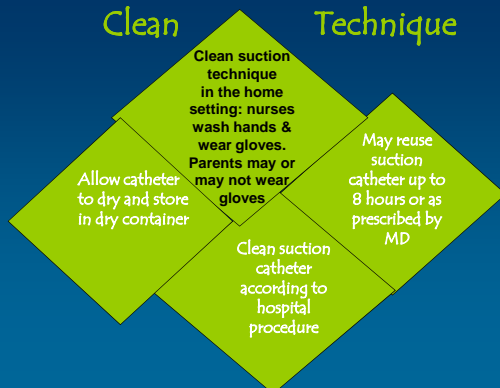 Clean Technique
Clean suction
technique
in the home
setting: nurses
wash hands &
wear gloves.
Parents may or
may not wear
gloves
Allow catheter
to dry and store
in dry container
May reuse
suction
catheter up to
8 hours or as
prescribed by
MD
Clean suction
catheter
according to
hospital
procedure